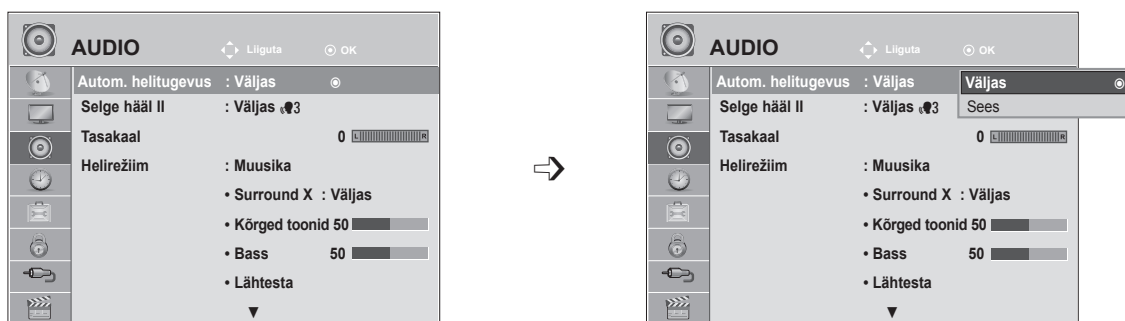 AUDIO
Liiguta
OK
Autom. helitugevus : Väljas
Selge hääl II : Väljas 3
Tasakaal 0 L R
Helirežiim : Muusika
• Surround X : Väljas
• Kõrged toonid 50
• Bass 50
• Lähtesta
AUDIO
Liiguta
OK
Autom. helitugevus : Väljas
Väljas
Sees
Selge hääl II : Väljas 3
Tasakaal 0 L R
Helirežiim : Muusika
• Surround X : Väljas
• Kõrged toonid 50
• Bass 50
• Lähtesta